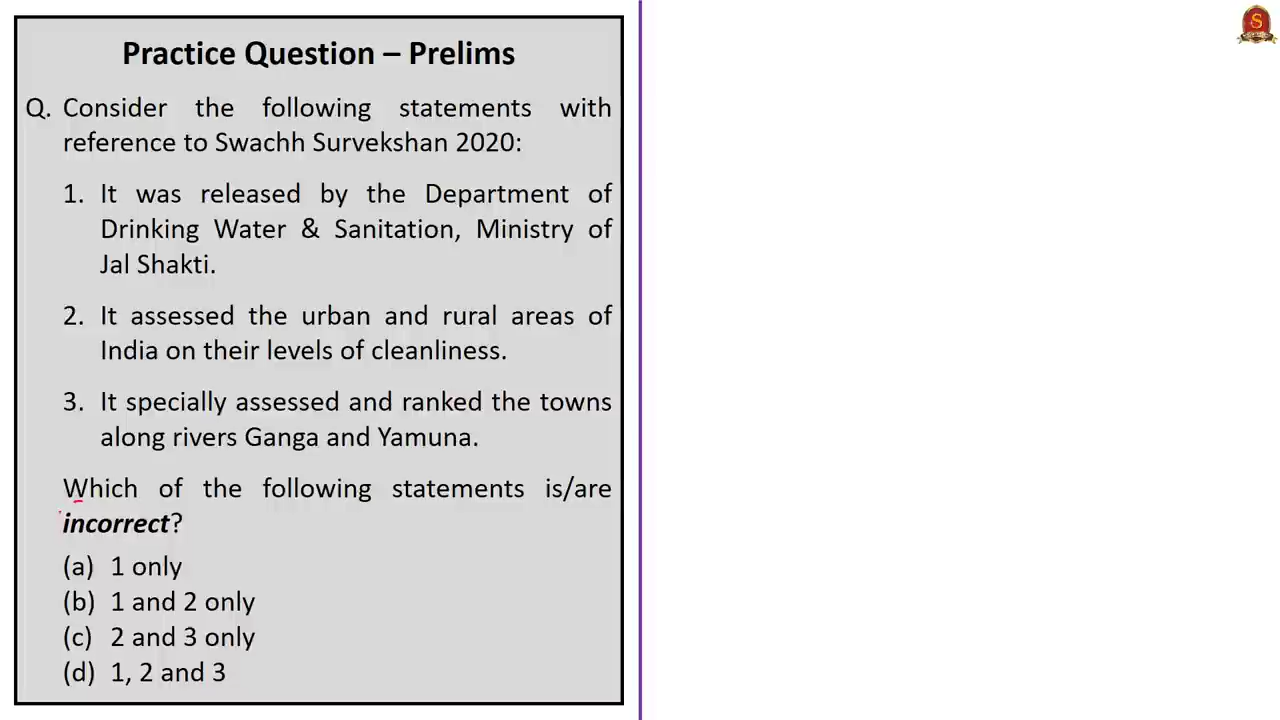 Practice Question – Prelims
Q. Consider the following statements with
reference to Swachh Survekshan 2020:
1. It was released by the Department of
Drinking Water & Sanitation, Ministry of
Jal Shakti.
2. It assessed the urban and rural areas of
India on their levels of cleanliness.
3. It specially assessed and ranked the towns
along rivers Ganga and Yamuna.
Which of the following statements is/are
incorrect?
(a) 1 only
(b) 1 and 2 only
(c) 2 and 3 only
(d) 1, 2 and 3
S